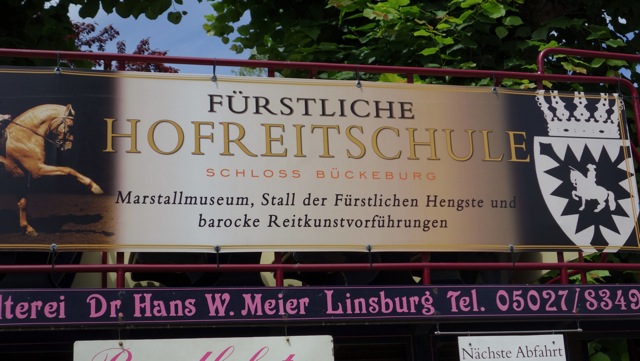 FÜRSTLICHE
HOFREITSCHULE
SCHLOSS BÜCKEBURG
Marstallmuseum, Stall der Fürstlichen Hengste und
barocke Reitkunstvorführungen
lterei Dr Hans W. Meier Linsburg Tel. 05027/8349
Nächste Abfahrt